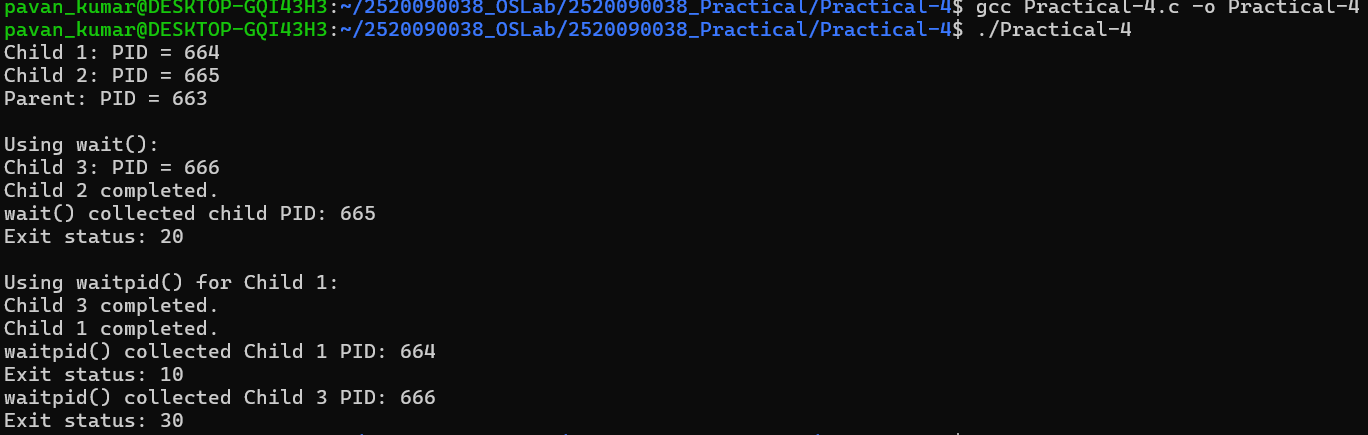 pavan_kumar@DESKTOP-GQI43H3:~/2520090038_OSLab/2520090038_Practical/Practical-4$ gcc Practical-4.c -o Practical-4
pavan_kumar@DESKTOP-GQI43H3:~/2520090038_OSLab/2520090038_Practical/Practical-4$ ./Practical-4
Child 1: PID = 664
Child 2: PID = 665
Parent: PID = 663
Using wait():
Child 3: PID = 666
Child 2 completed.
wait() collected child PID: 665
Exit status: 20
Using waitpid() for Child 1:
Child 3 completed.
Child 1 completed.
waitpid() collected Child 1 PID: 664
Exit status: 10
waitpid() collected Child 3 PID: 666
Exit status: 30